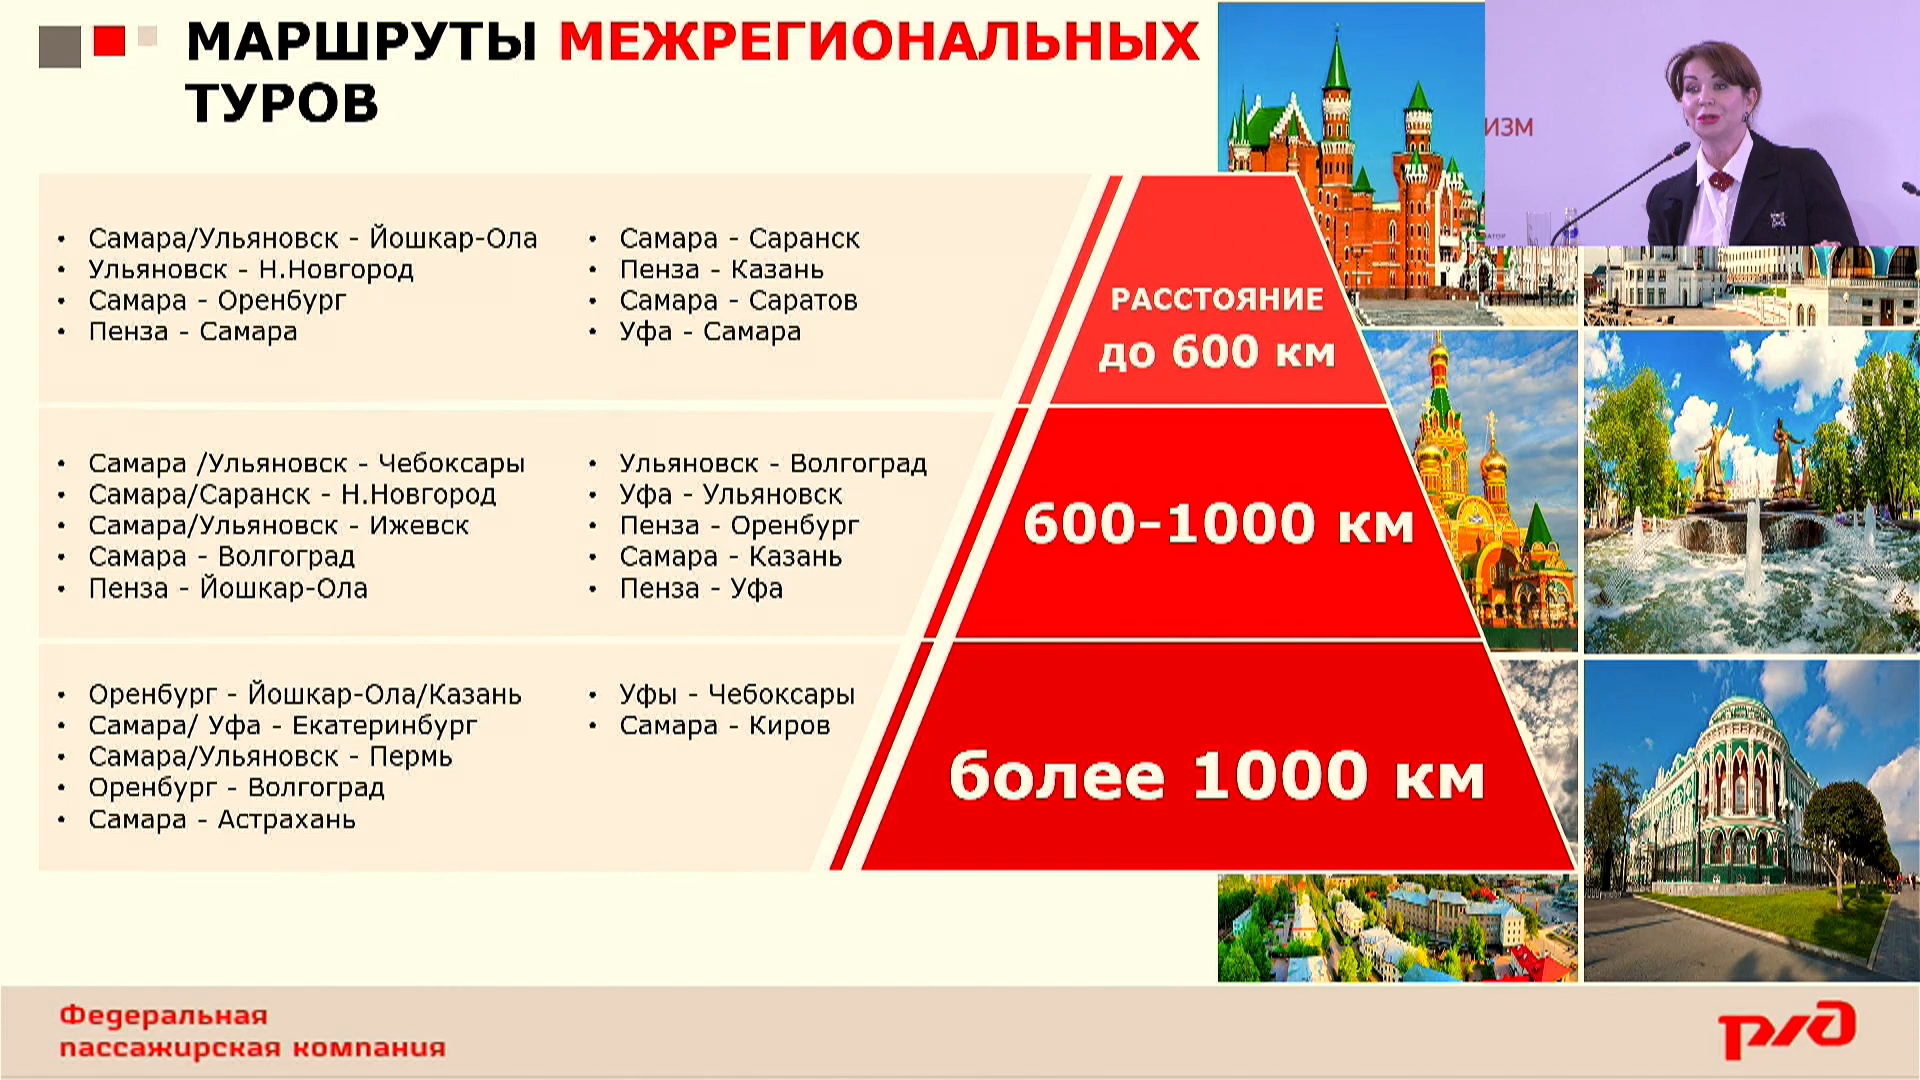 МАРШРУТЫ МЕЖРЕГИОНАЛЬНЫХ
ТУРОВ
ИЗМ
• Самара/Ульяновск - Йошкар-Ола
• Ульяновск - Н.Новгород
• Самара - Оренбург
• Пенза - Самара
• Самара - Саранск
• Пенза - Казань
• Самара - Саратов
• Уфа - Самара
РАССТОЯНИЕ
до 600 км
• Самара /Ульяновск - Чебоксары
• Самара/Саранск - Н.Новгород
• Самара/Ульяновск - Ижевск
• Самара - Волгоград
• Пенза - Йошкар-Ола
• Ульяновск - Волгоград
• Уфа - Ульяновск
• Пенза - Оренбург
• Самара - Казань
• Пенза - Уфа
600-1000 км
• Оренбург - Йошкар-Ола/Казань
• Самара/ Уфа - Екатеринбург
• Самара/Ульяновск - Пермь
• Оренбург - Волгоград
• Самара - Астрахань
• Уфы - Чебоксары
• Самара - Киров
более 1000 км
Федеральная
пассажирская компания
ржд